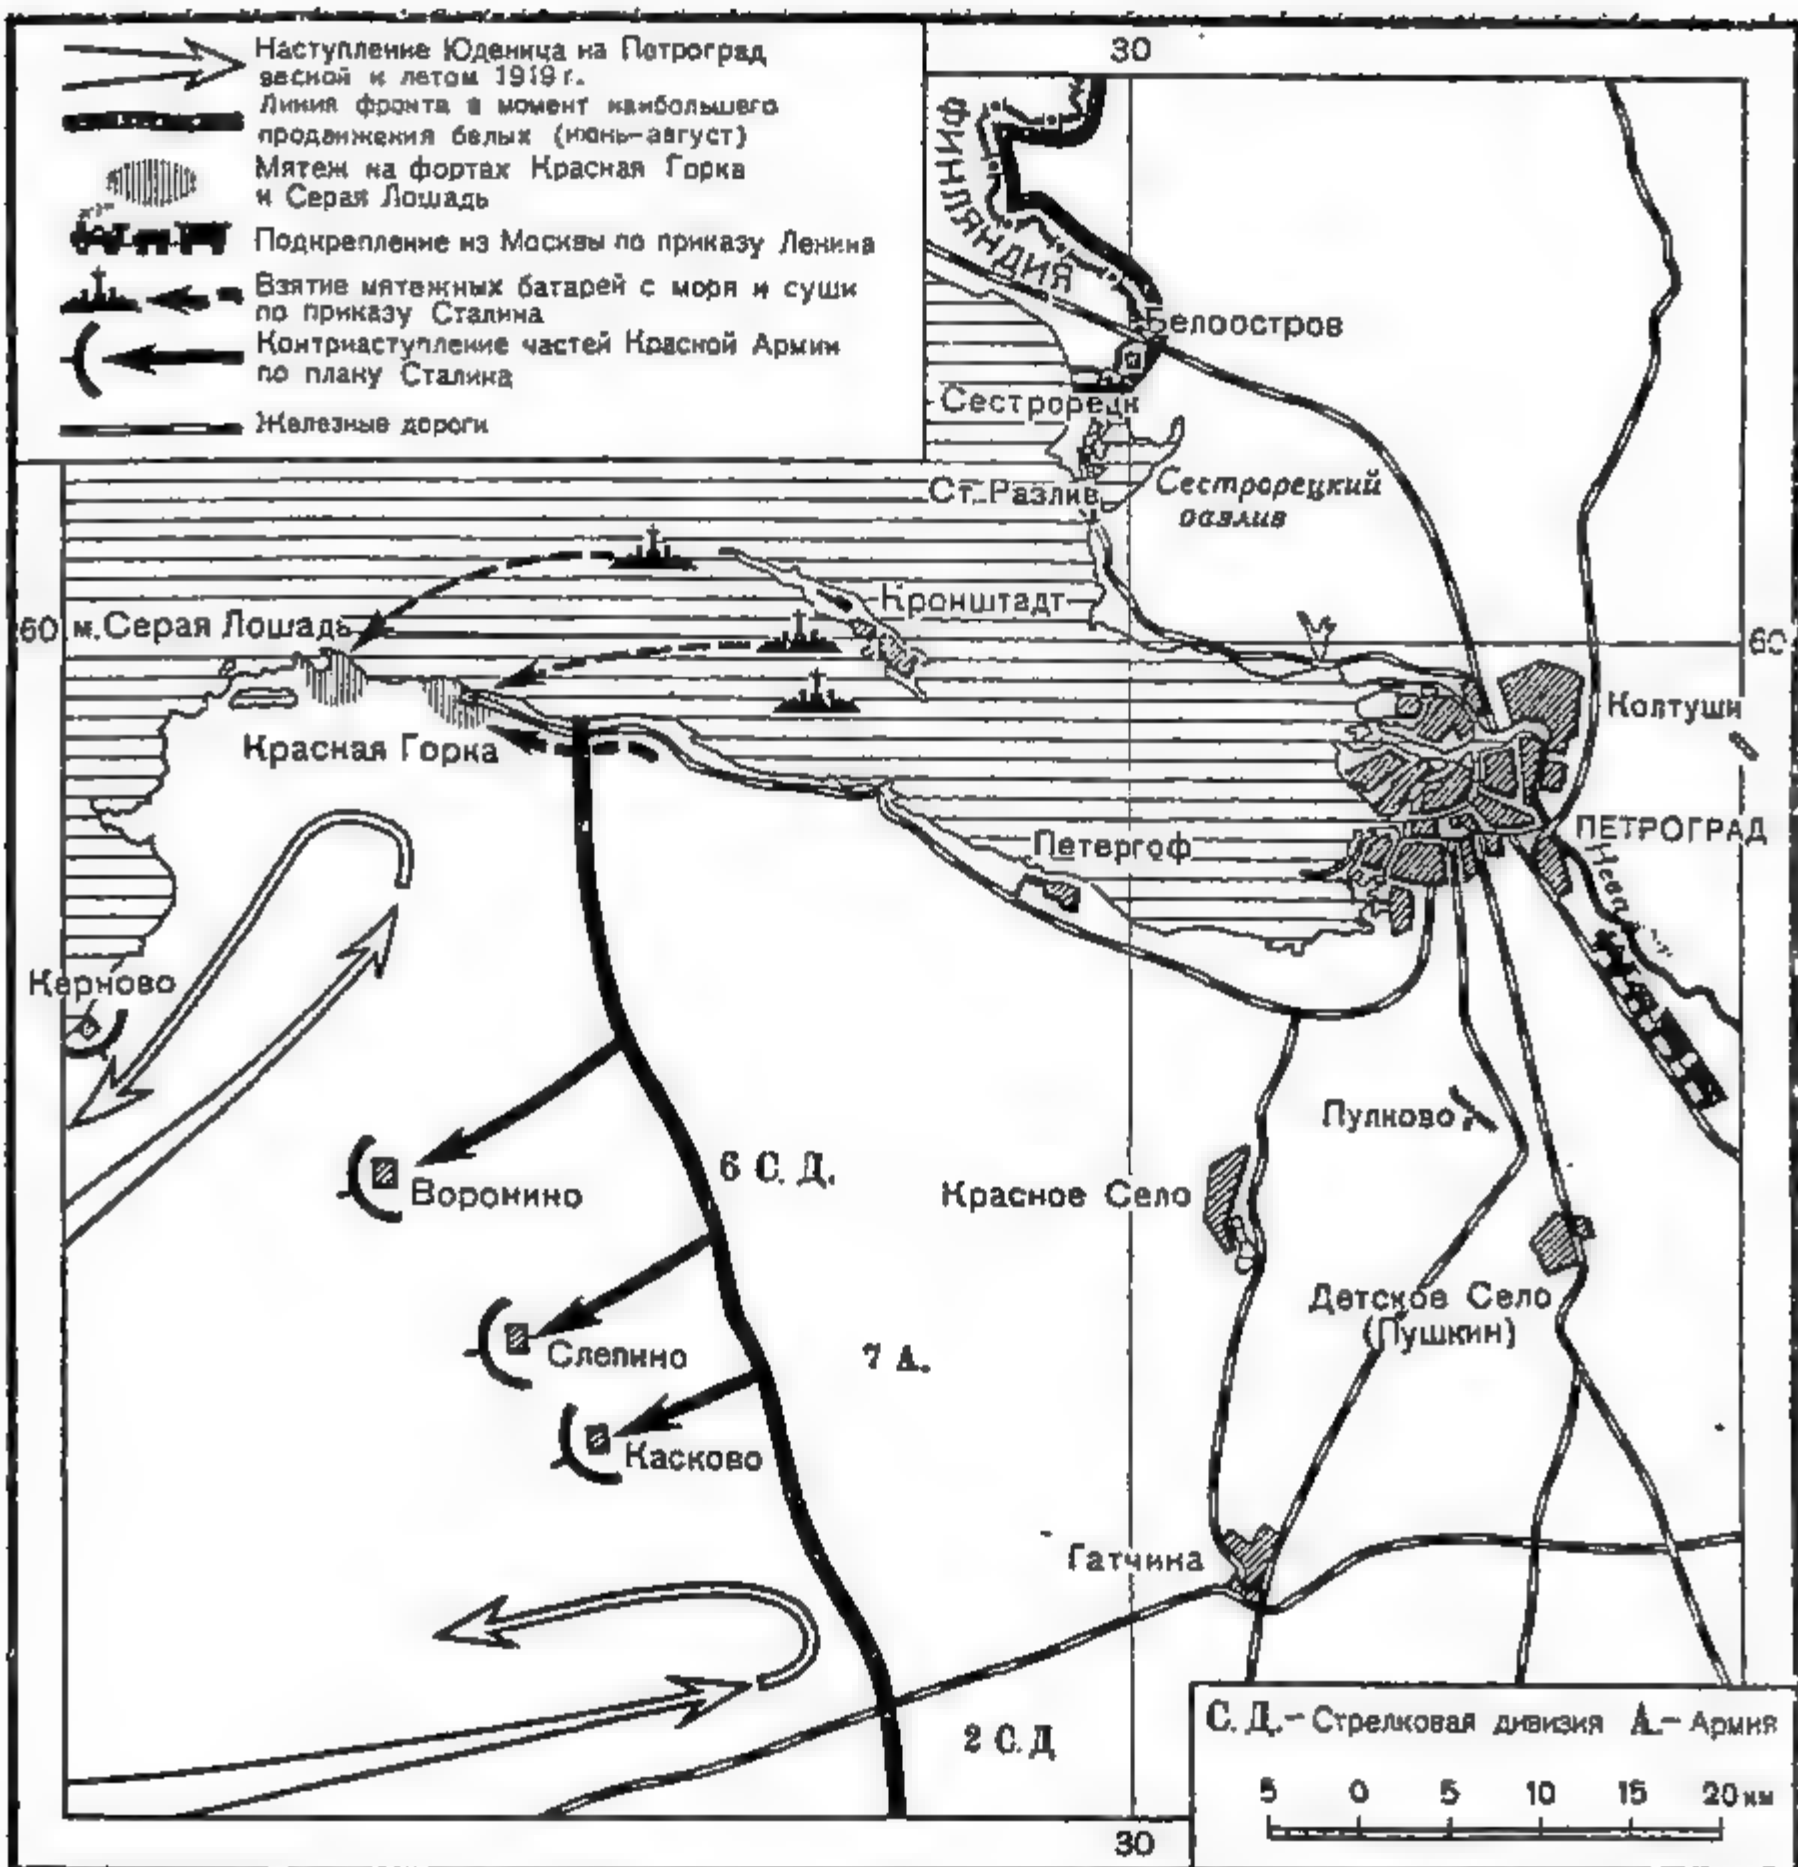 Наступление Юденица на Потроград
весной и летом 1919 г.
Линия фронта в момент наибольшего
продвижения белых (июнь-август)
Мятеж на фортах Красная Горка
и Серая Лошадь
Подкрепление из Москвы по приказу Ленина
Взятие мятежных батарей с моря и суши
по приказу Сталина
Контрнаступление частей Красной Армии
по плану Сталина
Железные дороги
30
ФИНЛЯНДИЯ
Белоостров
Сестрорецк
Ст. Разлив
Сестрорецкий
разлив
Кронштадт
60
м. Серая Лошадь
60
Колтуши
Красная Горка
ПЕТРОГРАД
Петергоф
Нева р.
Керново
Пулково
6 С. Д.
Воронино
Красное Село
Детское Село
(Пушкин)
Слепино
7 А.
Касково
Гатчина
2 С. Д
С. Д. – Стрелковая дивизия А. – Армия
5 0 5 10 15 20 км
30